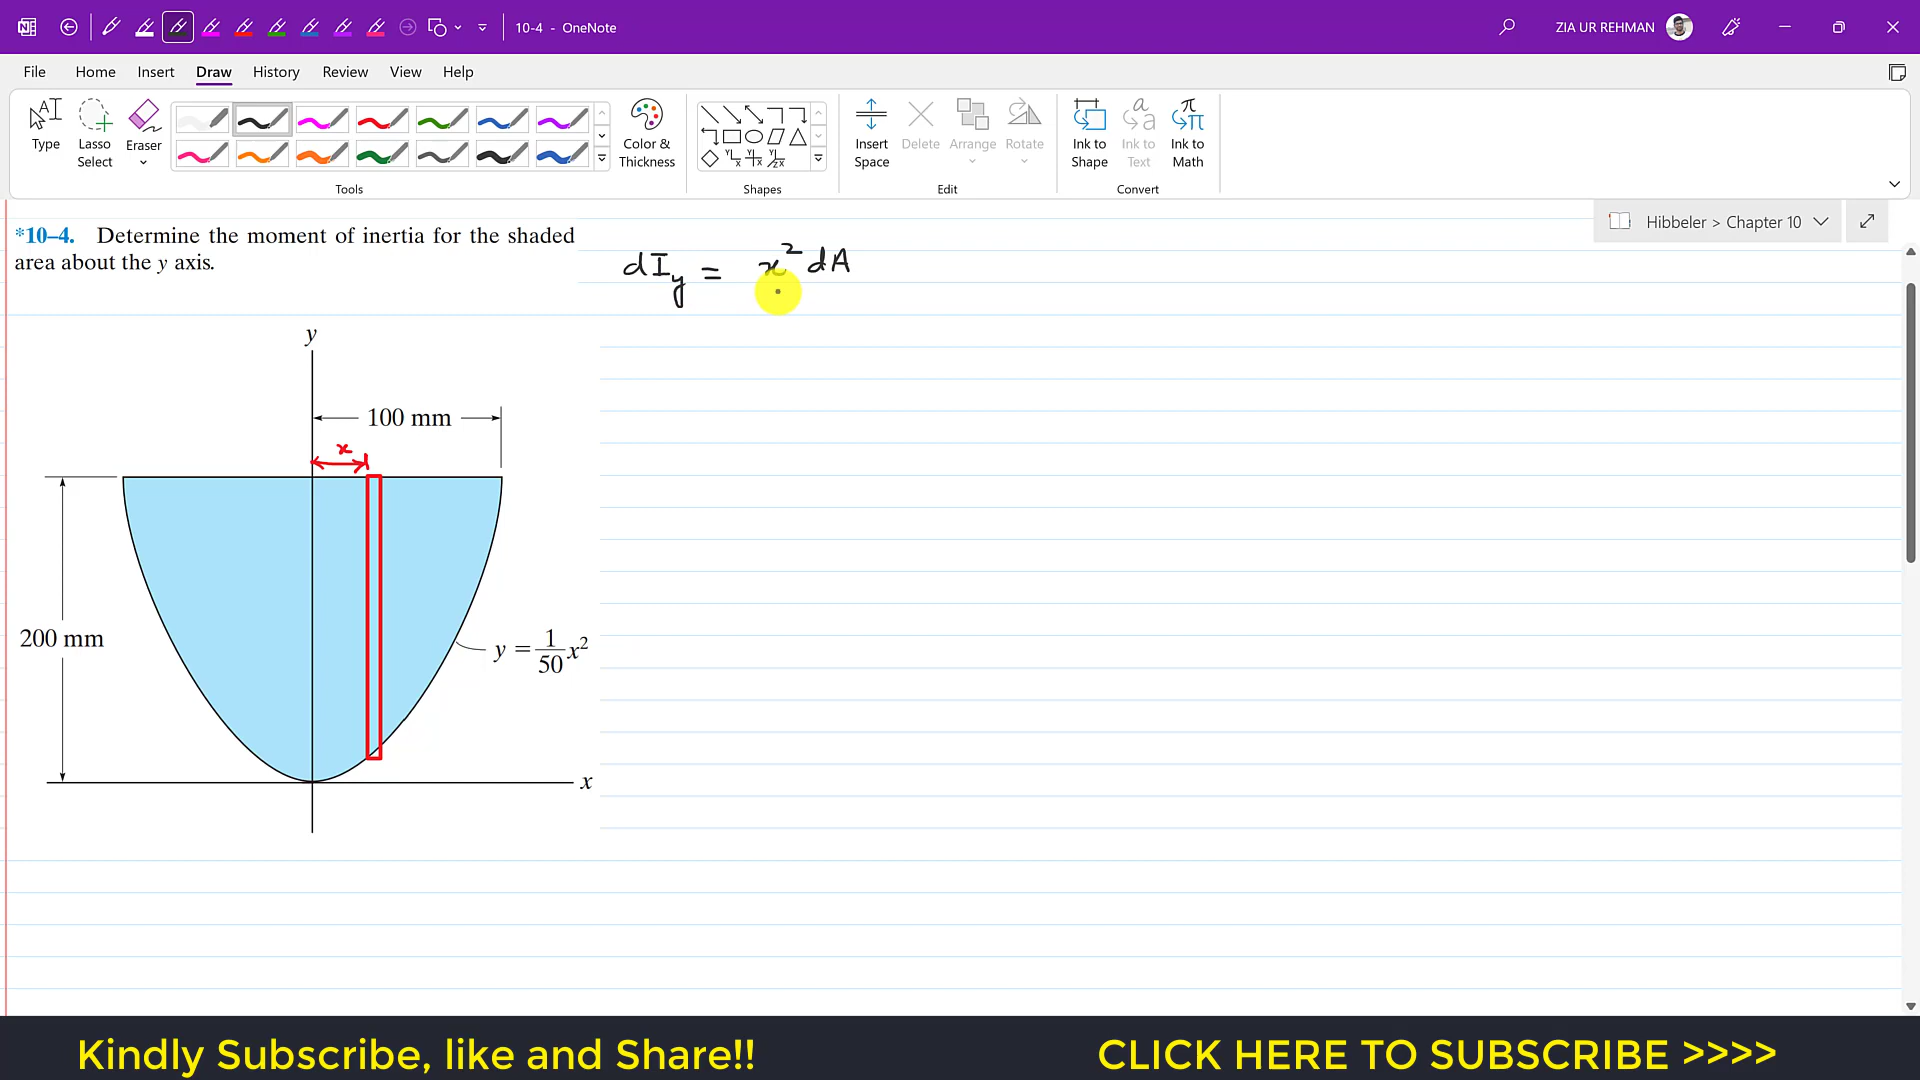 10-4 - OneNote
ZIA UR REHMAN
File Home Insert Draw History Review View Help
Type
Lasso Select
Eraser
Color & Thickness
Insert Space
Delete
Arrange
Rotate
Ink to Shape
Ink to Text
Ink to Math
Tools
Shapes
Edit
Convert
Hibbeler > Chapter 10
*10–4. Determine the moment of inertia for the shaded
area about the y axis.
dI_y = x² dA
y
100 mm
x
200 mm
y = 1/50 x²
x
Kindly Subscribe, like and Share!!
CLICK HERE TO SUBSCRIBE >>>>